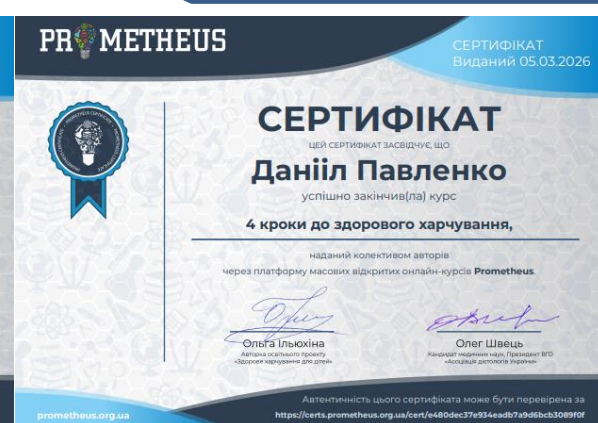 PROMETHEUS
СЕРТИФІКАТ
Виданий 05.03.2026
СЕРТИФІКАТ
ЦЕЙ СЕРТИФІКАТ ЗАСВІДЧУЄ, ЩО
Данііл Павленко
успішно закінчив(ла) курс
4 кроки до здорового харчування,
наданий колективом авторів
через платформу масових відкритих онлайн-курсів Prometheus.
Ольга Ільюхіна
Авторка освітнього проекту
«Здорове харчування для дітей»
Олег Швець
Кандидат медичних наук, Президент ВГО
«Асоціація дієтологів України»
Автентичність цього сертифіката може бути перевірена за
prometheus.org.ua
https://certs.prometheus.org.ua/cert/e480dec37e934eadb7a9d6bcb3089f0f